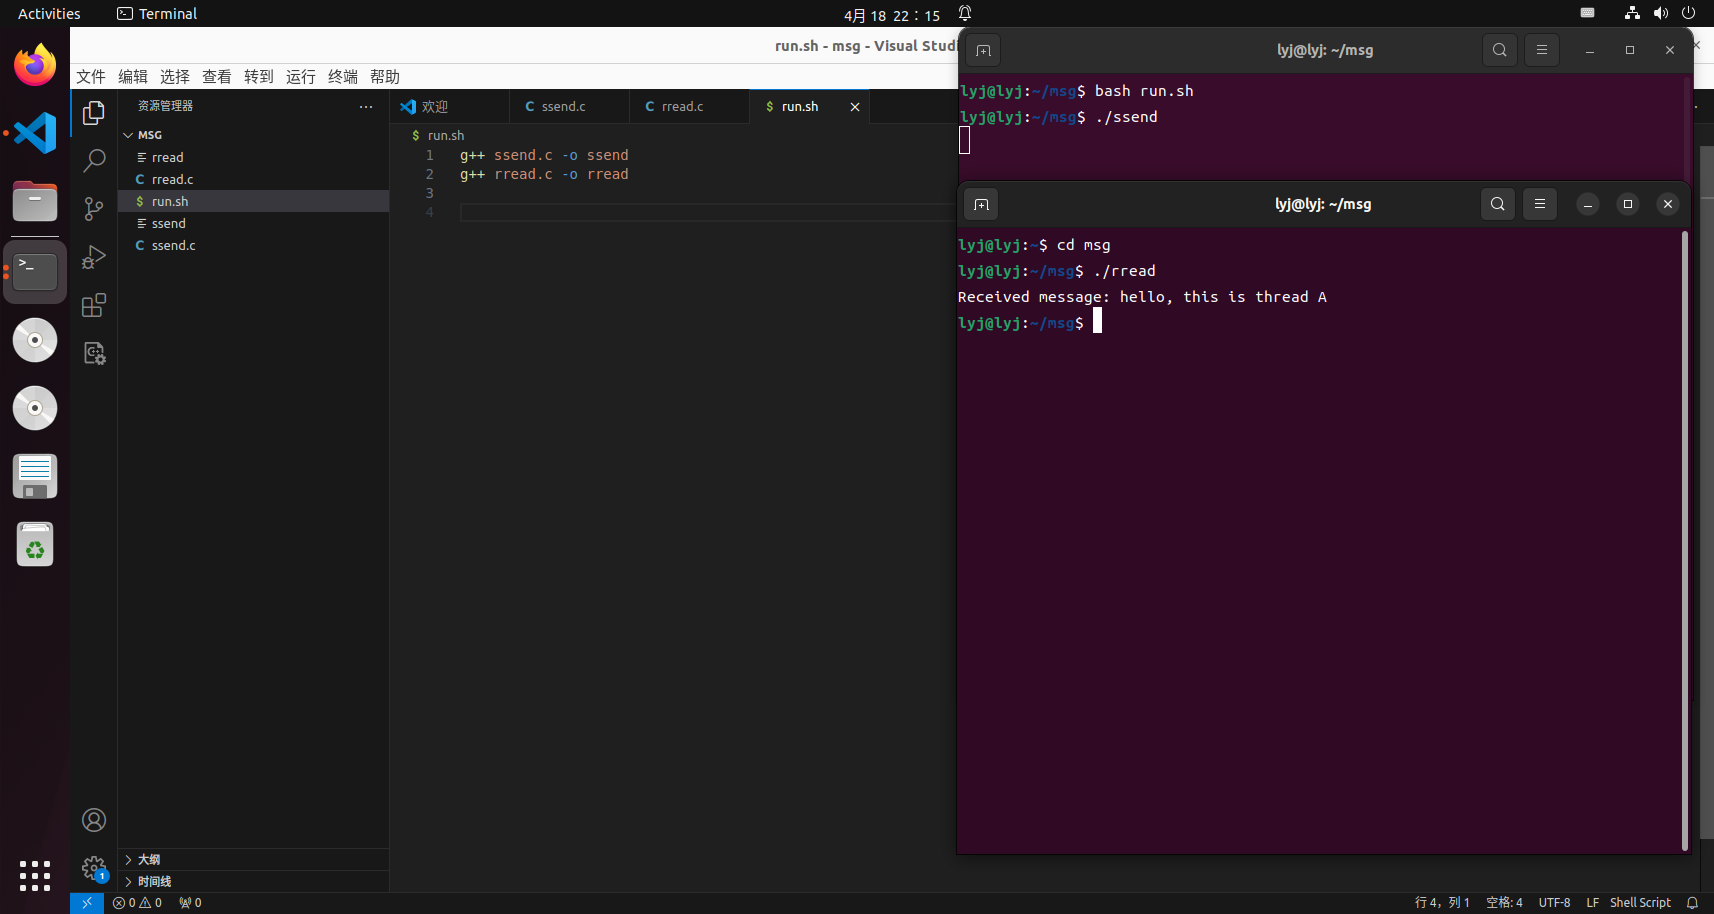 Activities
Terminal
4月 18 22：15
run.sh - msg - Visual Studi
文件 编辑 选择 查看 转到 运行 终端 帮助
资源管理器
MSG
rread
C rread.c
$ run.sh
ssend
C ssend.c
大纲
时间线
欢迎
C ssend.c
C rread.c
$ run.sh
$ run.sh
1 g++ ssend.c -o ssend
2 g++ rread.c -o rread
3
4
lyj@lyj: ~/msg
lyj@lyj:~/msg$ bash run.sh
lyj@lyj:~/msg$ ./ssend
lyj@lyj: ~/msg
lyj@lyj:~$ cd msg
lyj@lyj:~/msg$ ./rread
Received message: hello, this is thread A
lyj@lyj:~/msg$
1
0 0 0
行 4，列 1 空格: 4 UTF-8 LF Shell Script